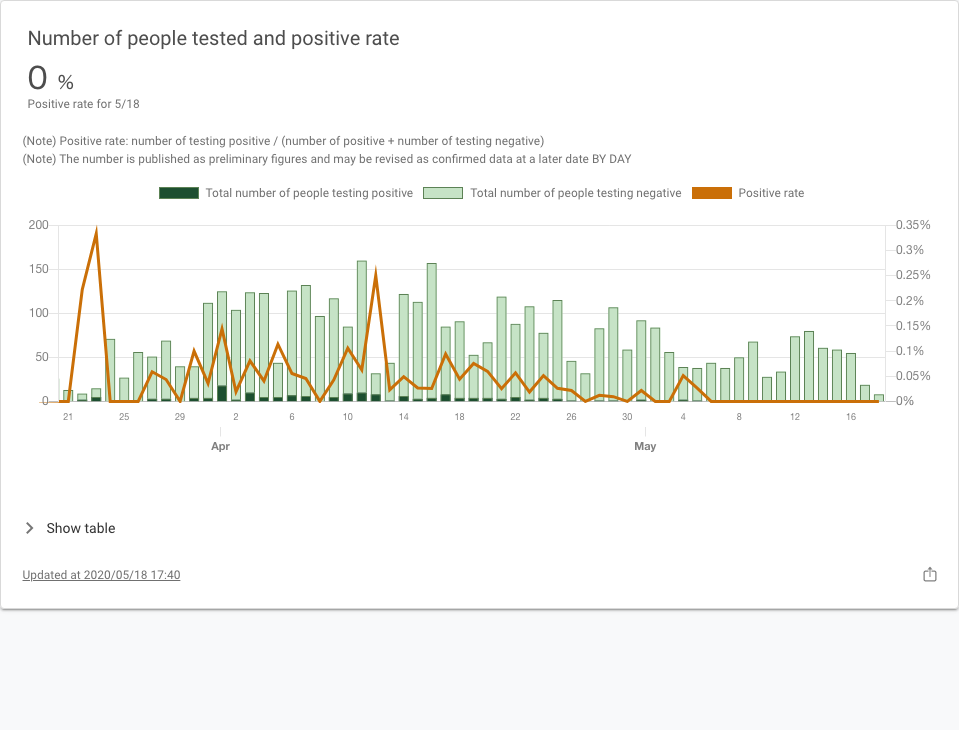 Number of people tested and positive rate
0 %
Positive rate for 5/18
(Note) Positive rate: number of testing positive / (number of positive + number of testing negative)
(Note) The number is published as preliminary figures and may be revised as confirmed data at a later date BY DAY
Total number of people testing positive Total number of people testing negative Positive rate
200 0.35%
0.3%
150 0.25%
0.2%
100 0.15%
50 0.1%
0.05%
0 0%
21 25 29 2 6 10 14 18 22 26 30 4 8 12 16
Apr May
Show table
Updated at 2020/05/18 17:40